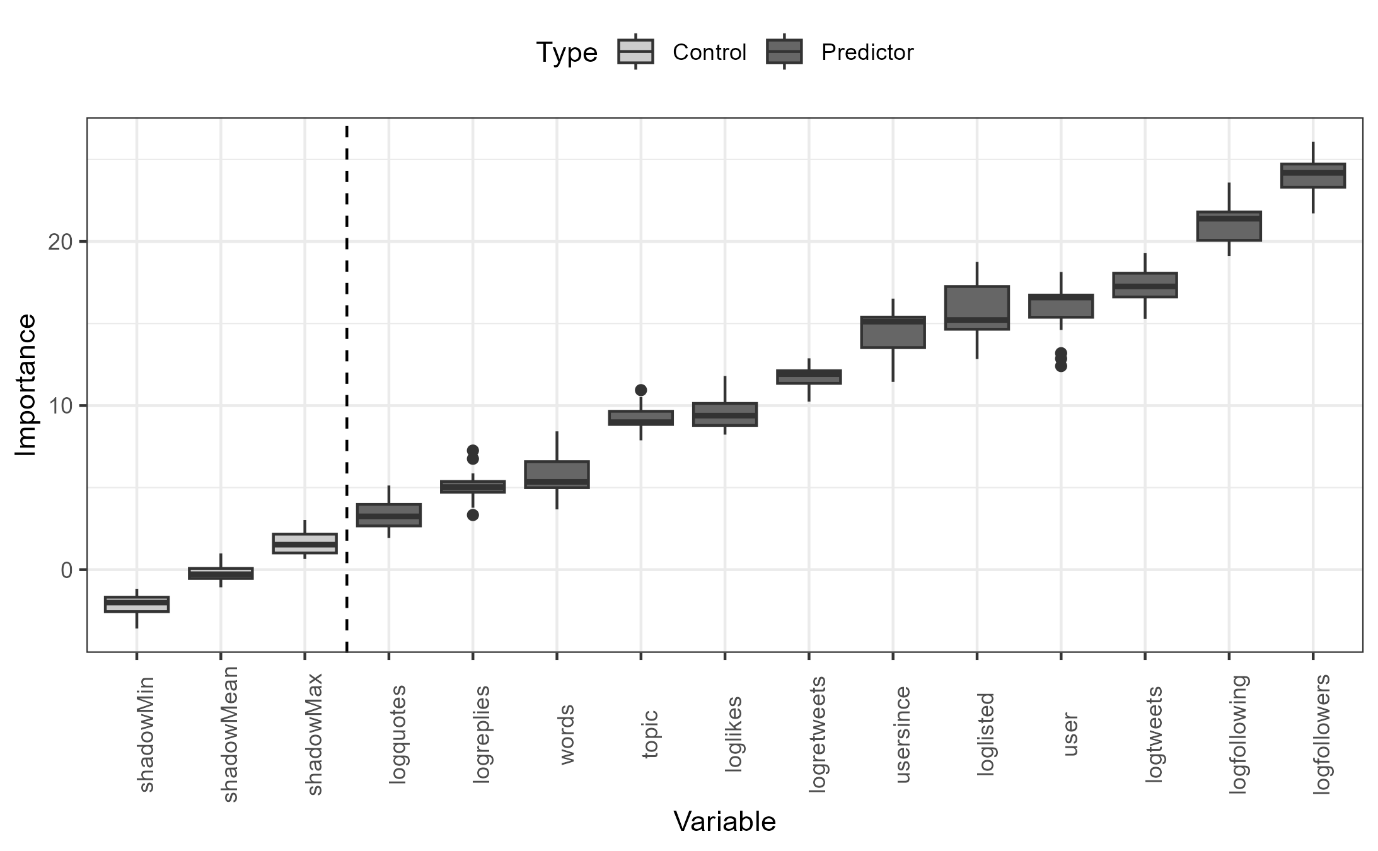 Type Control Predictor
Importance
20
10
0
shadowMin
shadowMean
shadowMax
logquotes
logreplies
words
topic
loglikes
logretweets
usersince
loglisted
user
logtweets
logfollowing
logfollowers
Variable